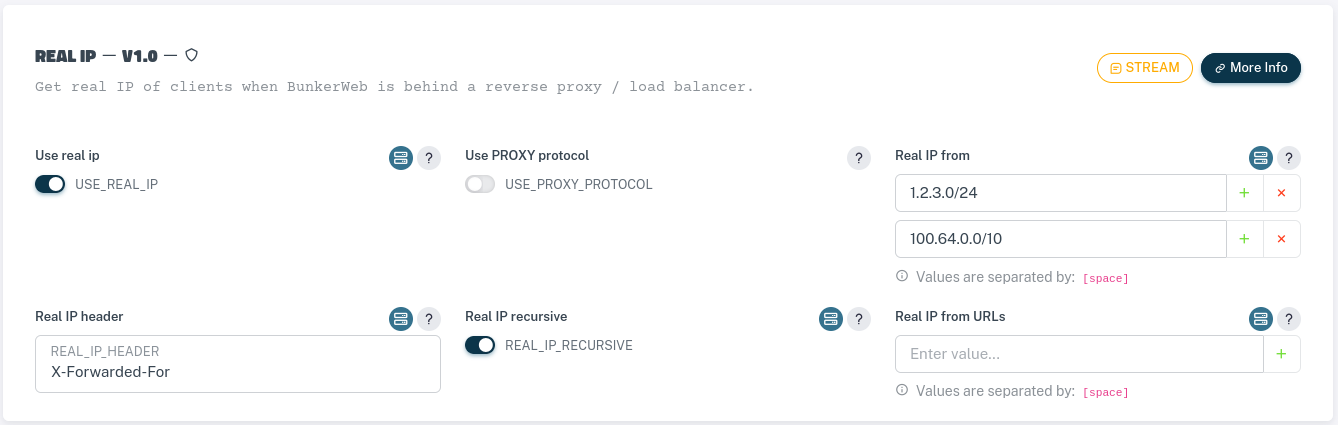 REAL IP — V1.0 —
Get real IP of clients when BunkerWeb is behind a reverse proxy / load balancer.
STREAM
More Info
Use real ip
?
USE_REAL_IP
Use PROXY protocol
?
USE_PROXY_PROTOCOL
Real IP from
?
1.2.3.0/24
+ ×
100.64.0.0/10
+ ×
Values are separated by: [space]
Real IP header
?
REAL_IP_HEADER
X-Forwarded-For
Real IP recursive
?
REAL_IP_RECURSIVE
Real IP from URLs
?
Enter value...
+
Values are separated by: [space]